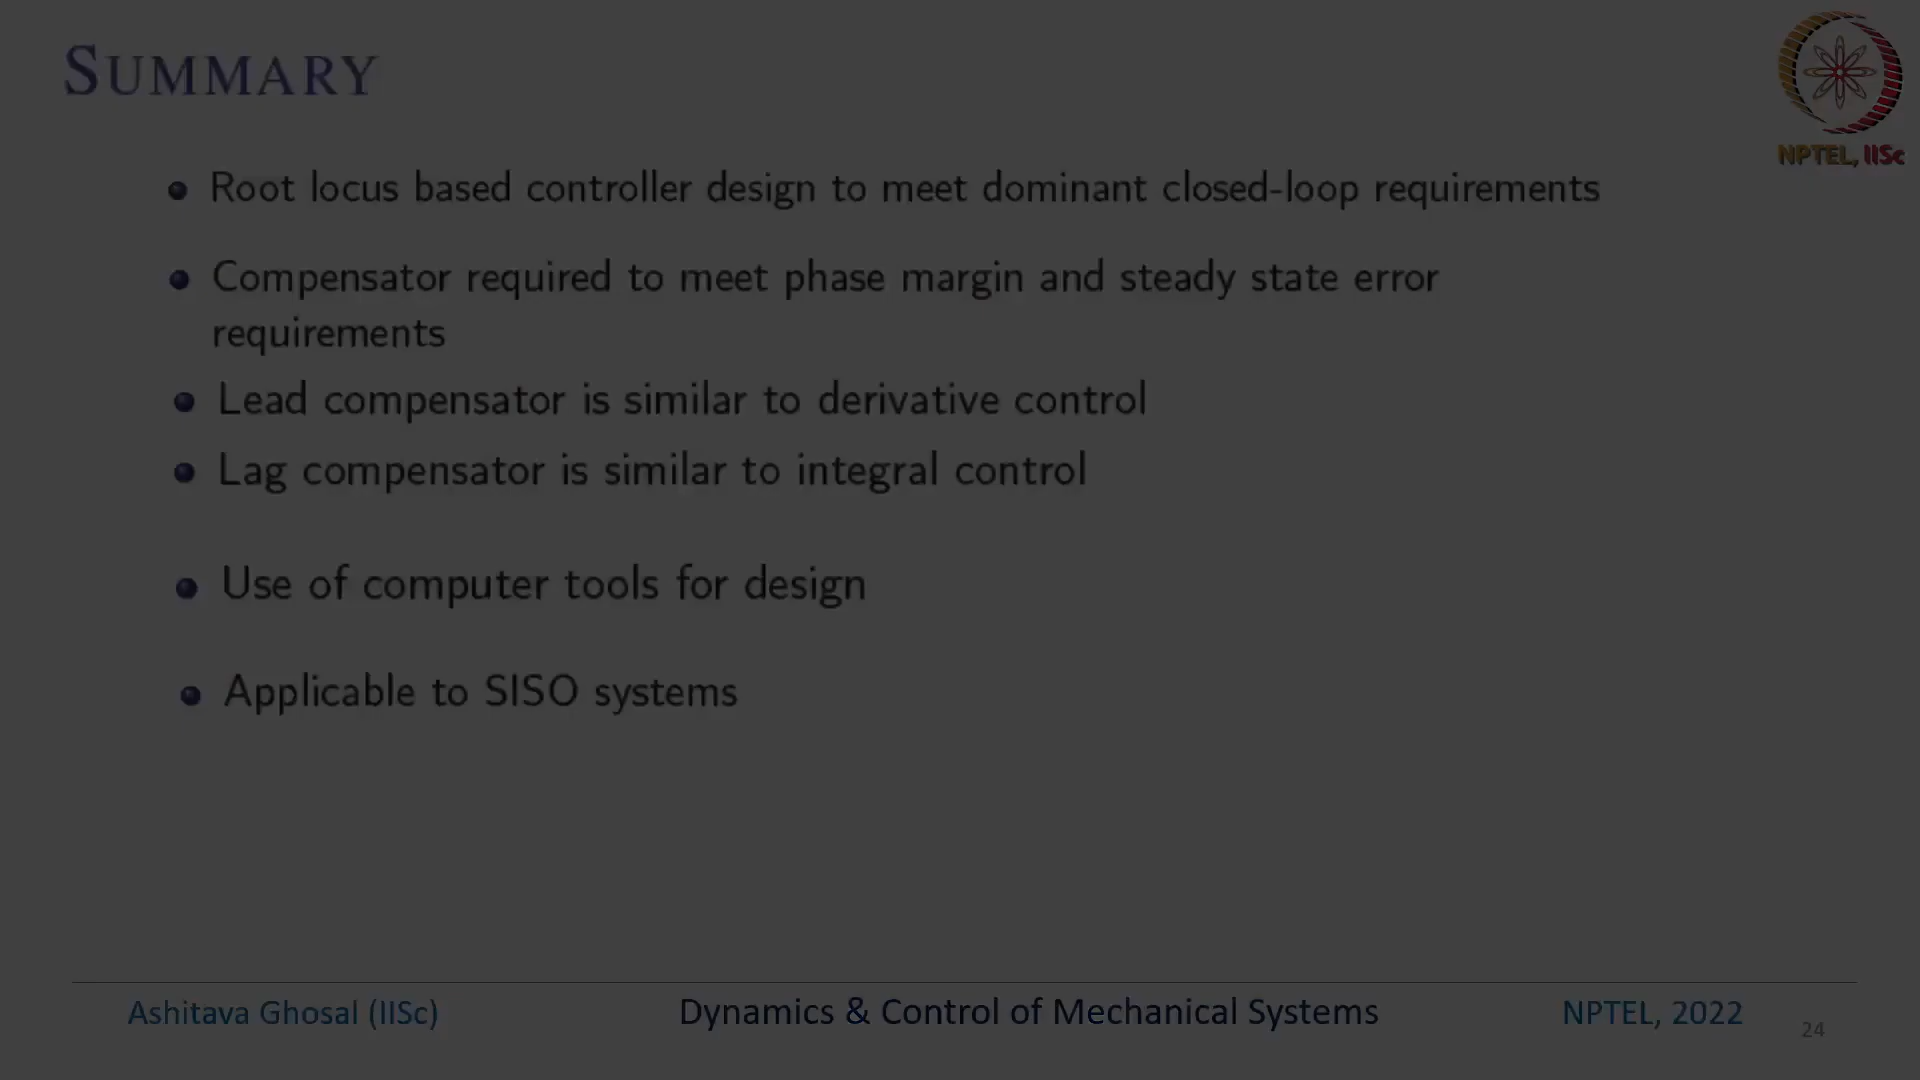 SUMMARY
NPTEL, IISc
Root locus based controller design to meet dominant closed-loop requirements
Compensator required to meet phase margin and steady state error
requirements
Lead compensator is similar to derivative control
Lag compensator is similar to integral control
Use of computer tools for design
Applicable to SISO systems
Ashitava Ghosal (IISc) Dynamics & Control of Mechanical Systems NPTEL, 2022 24